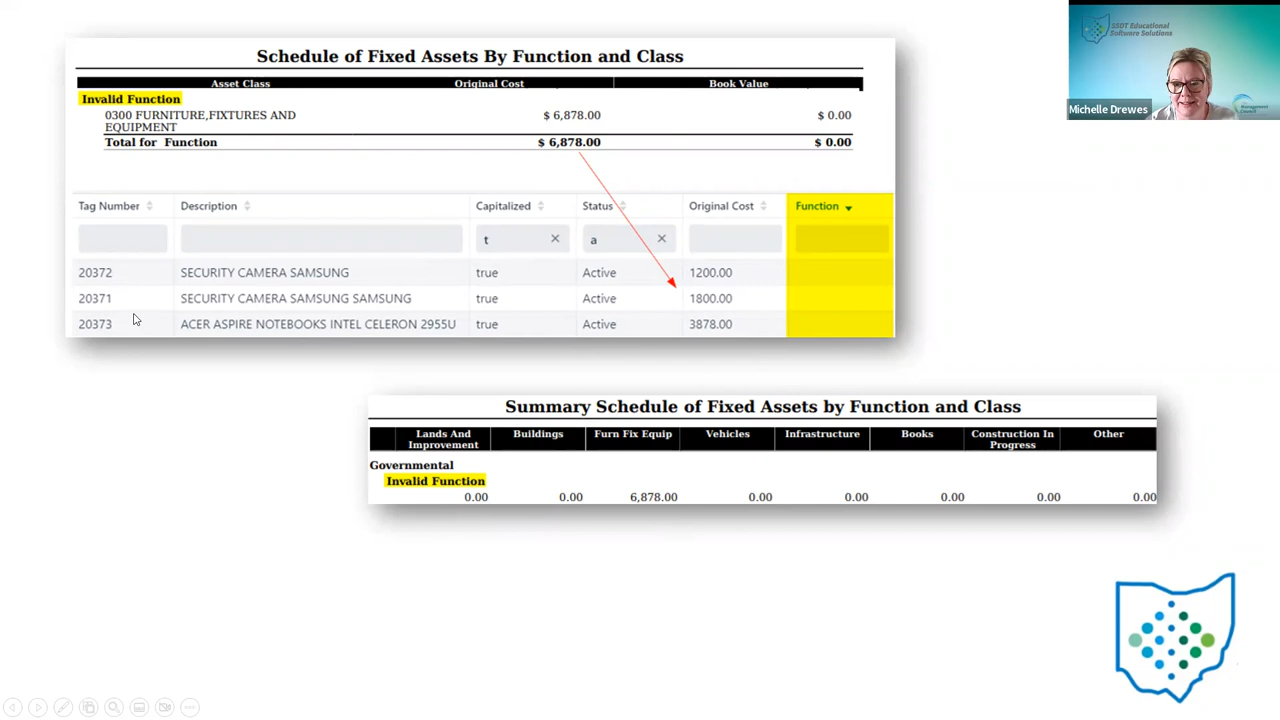 SSDT Educational
Software Solutions
Michelle Drewes
Management
Council
Schedule of Fixed Assets By Function and Class
Asset Class Original Cost Book Value
Invalid Function
0300 FURNITURE,FIXTURES AND $ 6,878.00 $ 0.00
EQUIPMENT
Total for Function $ 6,878.00 $ 0.00
Tag Number Description Capitalized Status Original Cost Function
t a
20372 SECURITY CAMERA SAMSUNG true Active 1200.00
20371 SECURITY CAMERA SAMSUNG SAMSUNG true Active 1800.00
20373 ACER ASPIRE NOTEBOOKS INTEL CELERON 2955U true Active 3878.00
Summary Schedule of Fixed Assets by Function and Class
Lands And Buildings Furn Fix Equip Vehicles Infrastructure Books Construction In Other
Improvement Progress
Governmental
Invalid Function
0.00 0.00 6,878.00 0.00 0.00 0.00 0.00 0.00